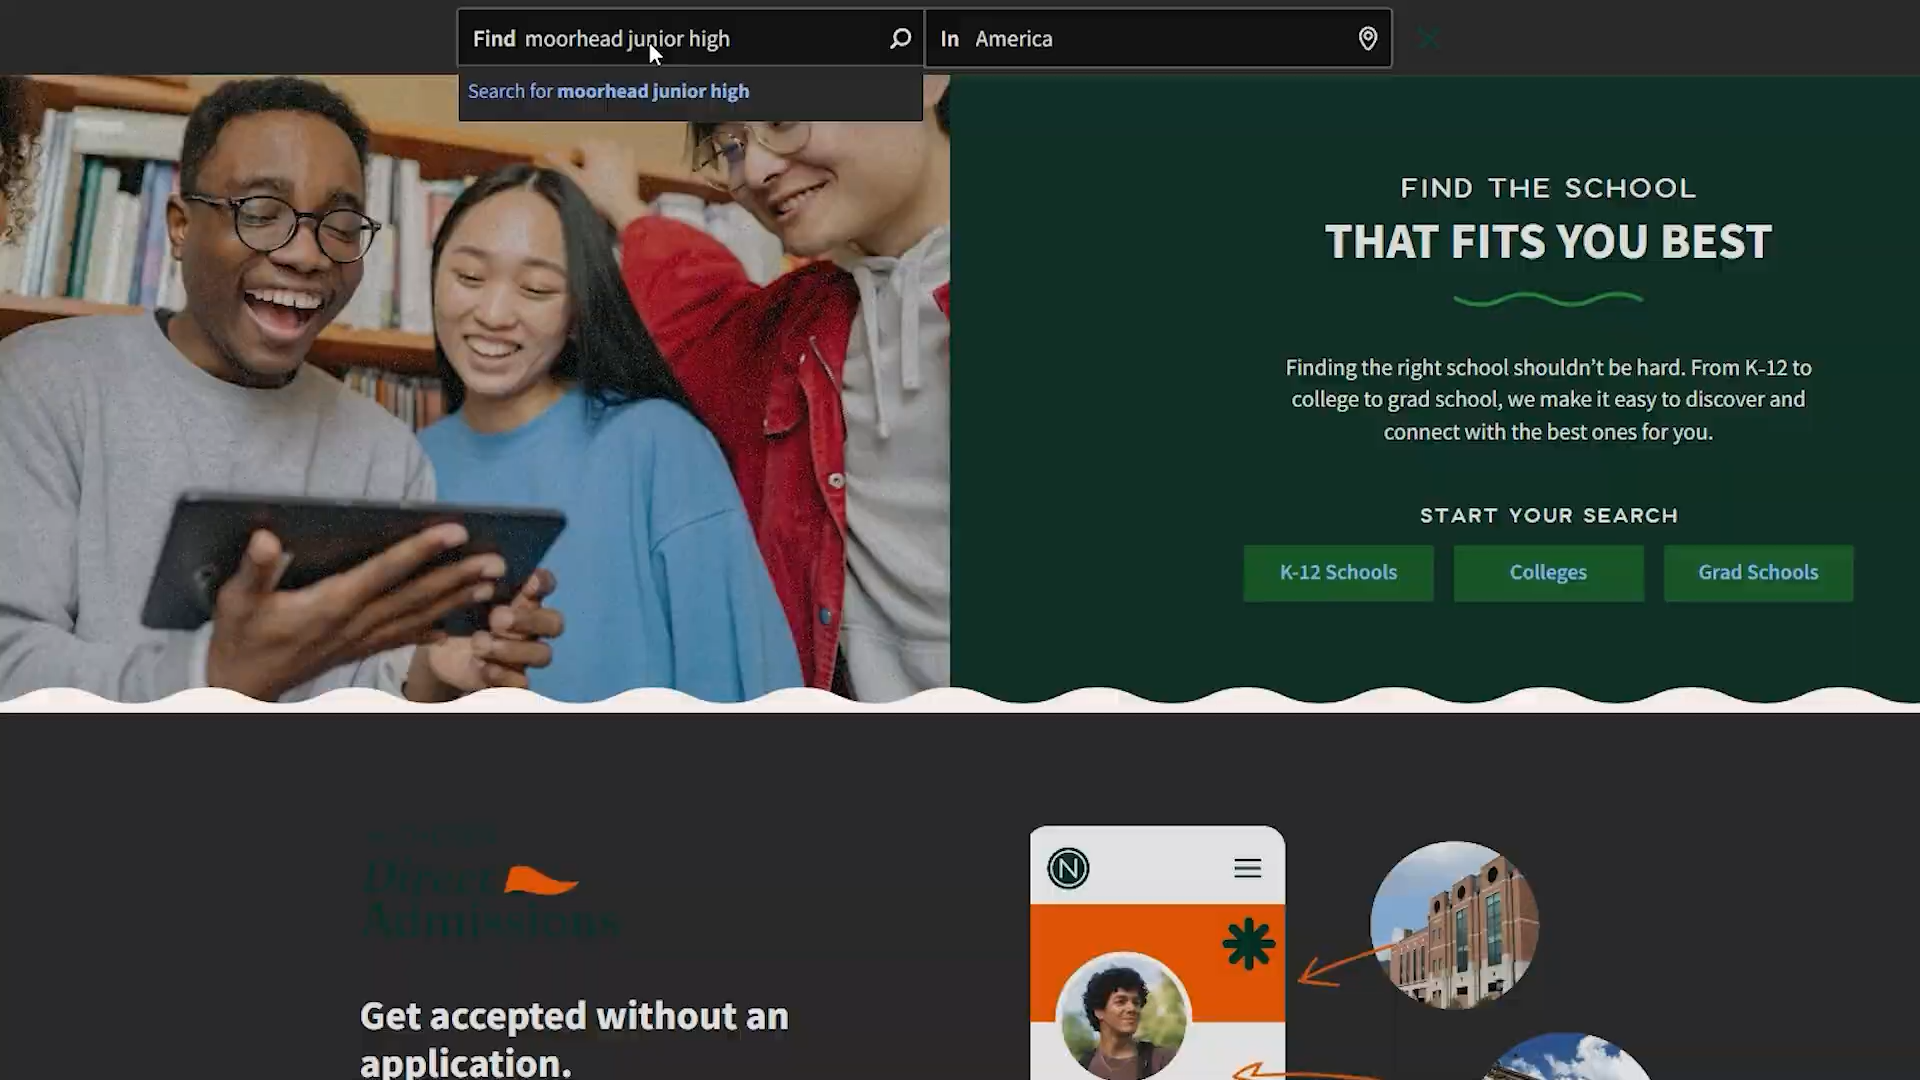 Find moorhead junior high
In America
Search for moorhead junior high
FIND THE SCHOOL
THAT FITS YOU BEST
Finding the right school shouldn’t be hard. From K-12 to
college to grad school, we make it easy to discover and
connect with the best ones for you.
START YOUR SEARCH
K-12 Schools
Colleges
Grad Schools
Direct
Admissions
N
Get accepted without an
application.